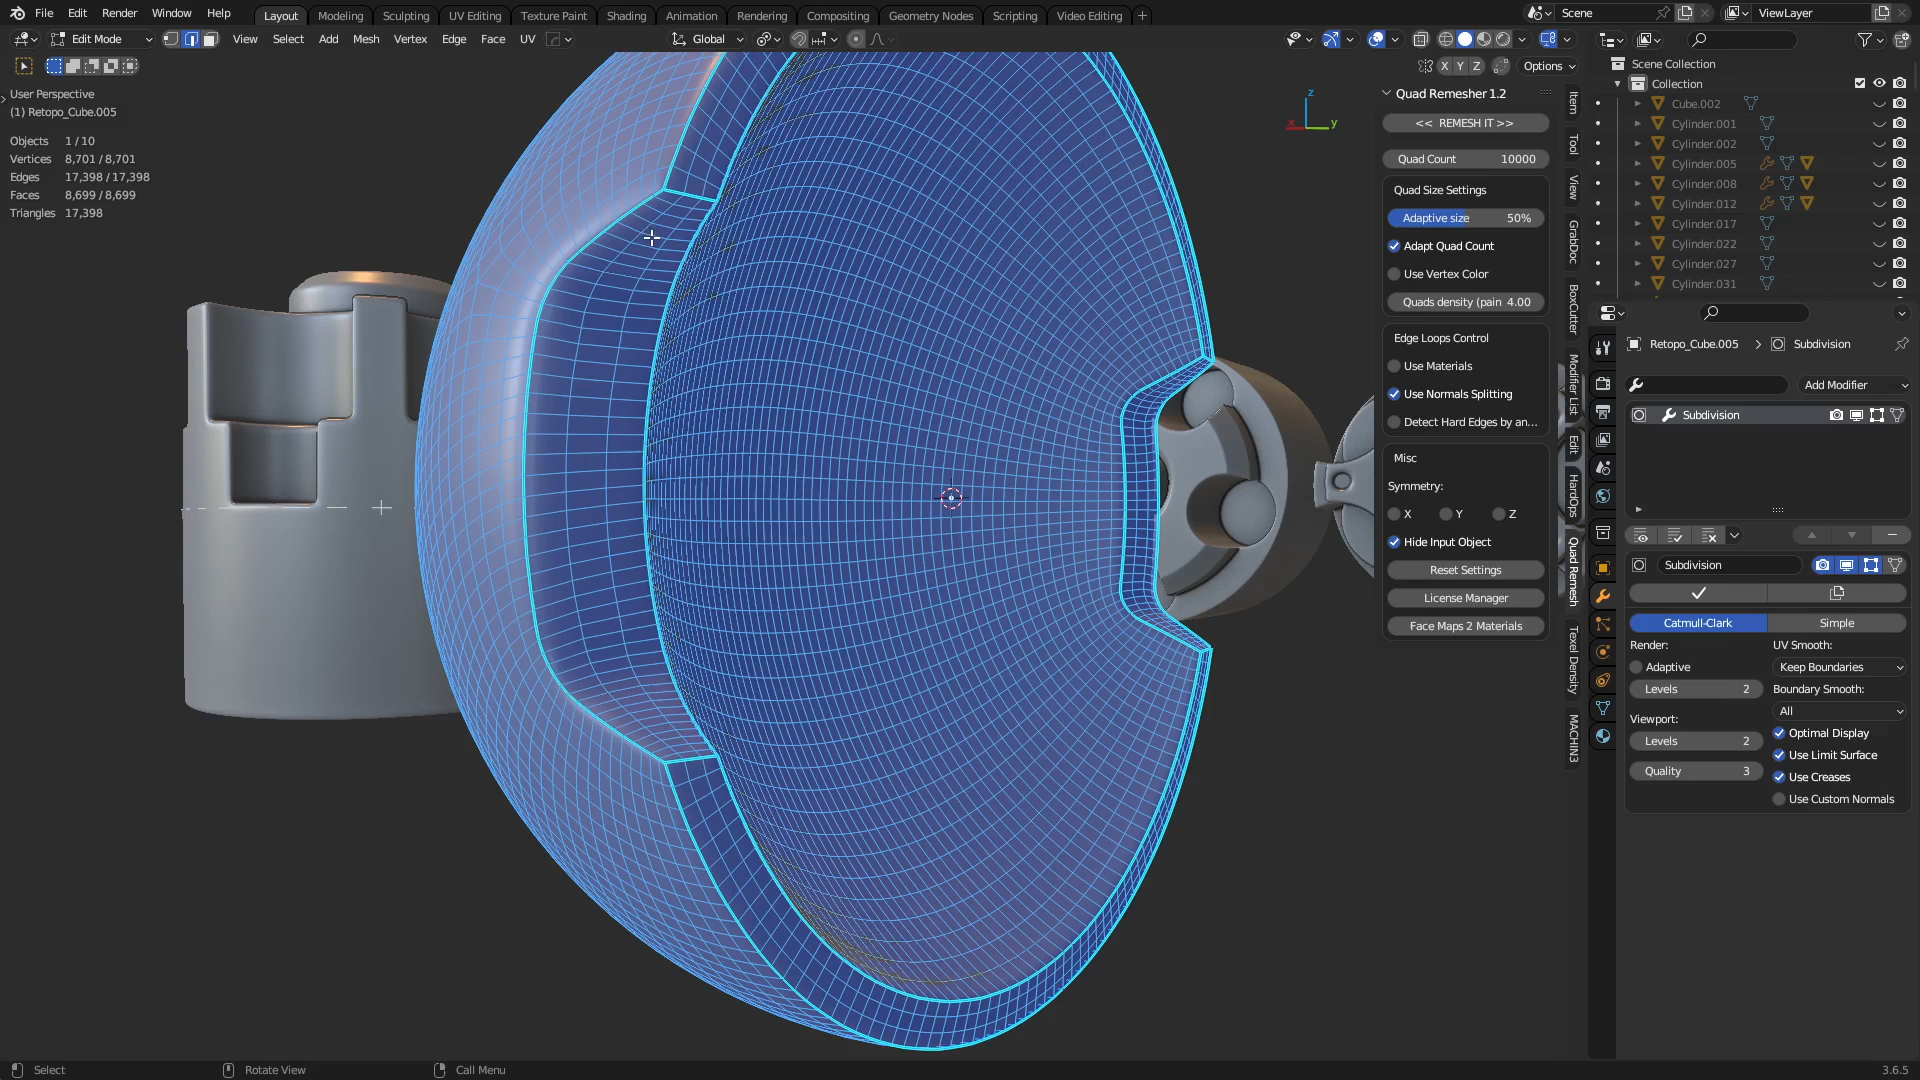 File Edit Render Window Help Layout Modeling Sculpting UV Editing Texture Paint Shading Animation Rendering Compositing Geometry Nodes Scripting Video Editing + Scene ViewLayer
Edit Mode View Select Add Mesh Vertex Edge Face UV Global
X Y Z Options
User Perspective
(1) Retopo_Cube.005
Objects 1 / 10
Vertices 8,701 / 8,701
Edges 17,398 / 17,398
Faces 8,699 / 8,699
Triangles 17,398
z
x
y
Quad Remesher 1.2
<< REMESH IT >>
Quad Count 10000
Quad Size Settings
Adaptive size 50%
Adapt Quad Count
Use Vertex Color
Quads density (pain 4.00
Edge Loops Control
Use Materials
Use Normals Splitting
Detect Hard Edges by an...
Misc
Symmetry:
X Y Z
Hide Input Object
Reset Settings
License Manager
Face Maps 2 Materials
Item
Tool
View
GrabDoc
BoxCutter
Modifier List
Edit
HardOps
Quad Remesh
Texel Density
MACHIN3
Scene Collection
Collection
Cube.002
Cylinder.001
Cylinder.002
Cylinder.005
Cylinder.008
Cylinder.012
Cylinder.017
Cylinder.022
Cylinder.027
Cylinder.031
Retopo_Cube.005 > Subdivision
Add Modifier
Subdivision
Subdivision
Catmull-Clark Simple
Render: UV Smooth:
Adaptive Keep Boundaries
Levels 2 Boundary Smooth:
All
Viewport: Optimal Display
Levels 2 Use Limit Surface
Quality 3 Use Creases
Use Custom Normals
Select Rotate View Call Menu 3.6.5